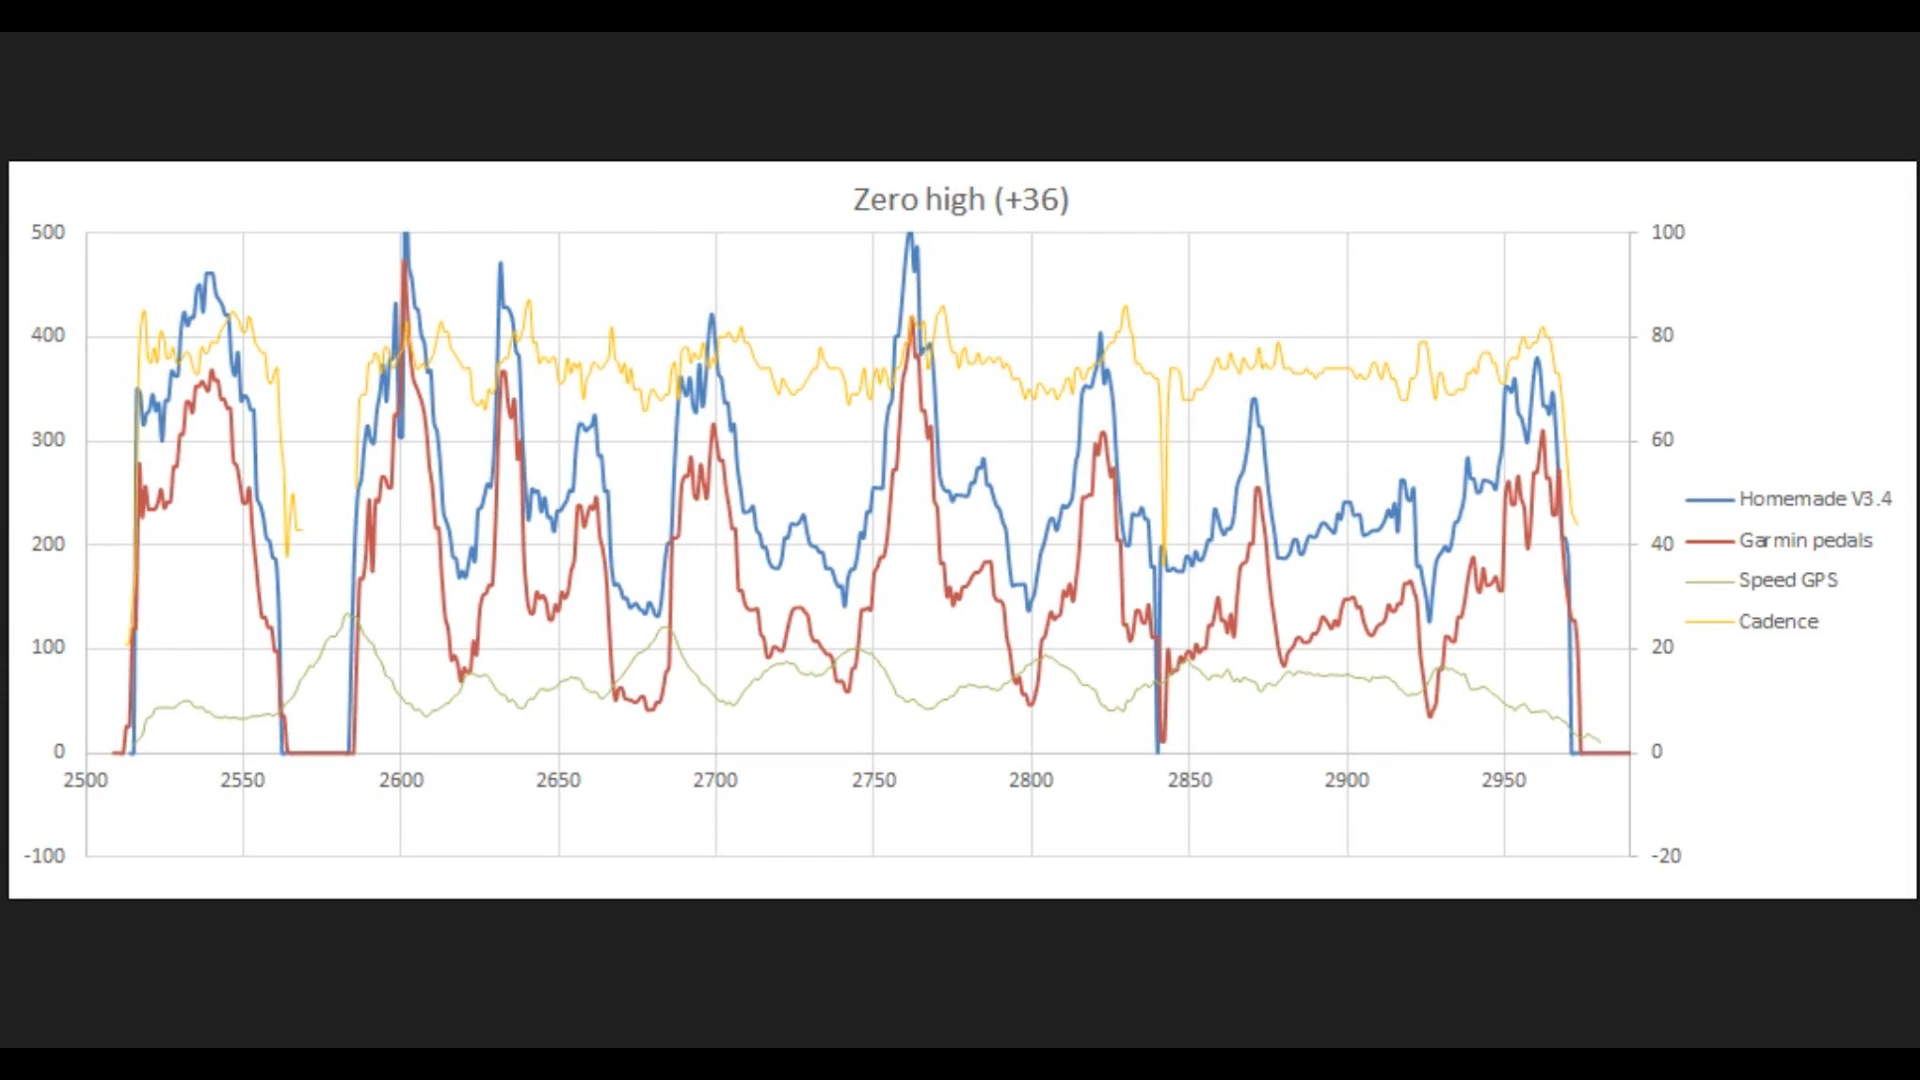 Zero high (+36)
500
400
300
200
100
0
-100
100
80
60
40
20
0
-20
2500 2550 2600 2650 2700 2750 2800 2850 2900 2950
Homemade V3.4
Garmin pedals
Speed GPS
Cadence